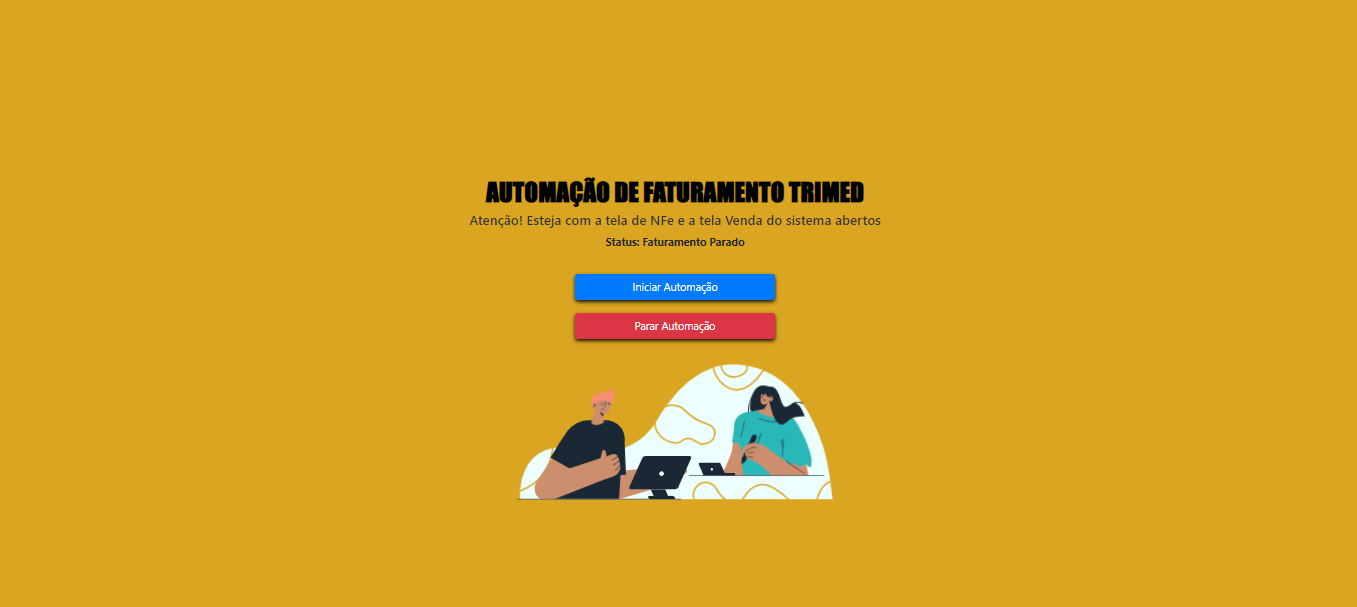 AUTOMAÇÃO DE FATURAMENTO TRIMED
Atenção! Esteja com a tela de NFe e a tela Venda do sistema abertos
Status: Faturamento Parado
Iniciar Automação
Parar Automação